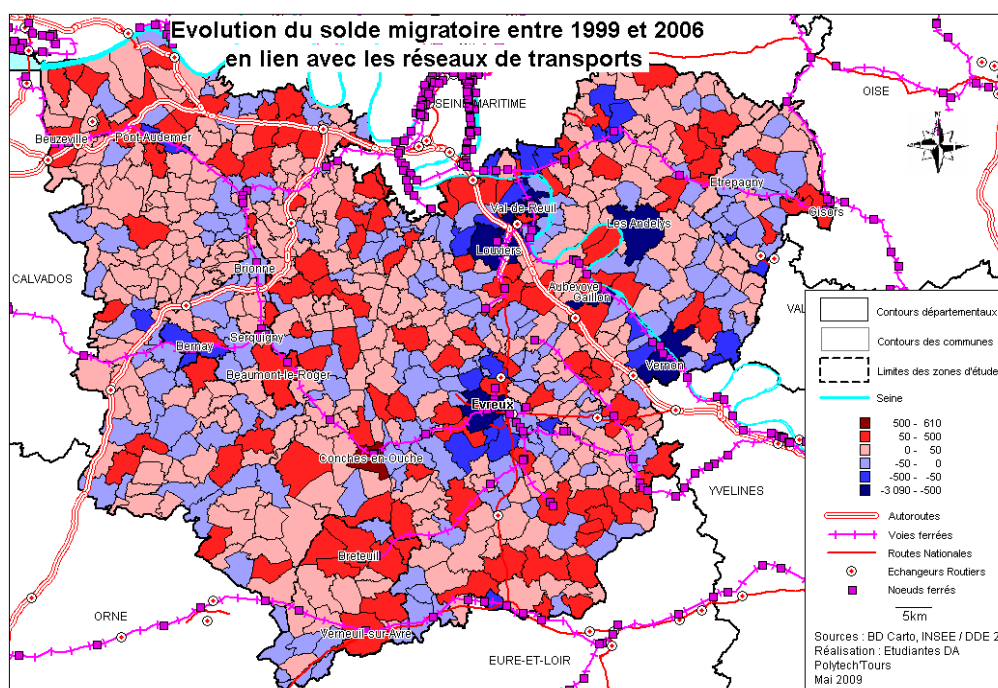 Evolution du solde migratoire entre 1999 et 2006
en lien avec les réseaux de transports
SEINE MARITIME
OISE
Beuzeville
Pont-Audemer
Etrepagny
Gisors
Val-de-Reuil
Les Andelys
Louviers
CALVADOS
Brionne
Aubevoye
Gaillon
VAL
Serquigny
Bernay
Vernon
Beaumont-le-Roger
Evreux
Conches-en-Ouche
YVELINES
Breteuil
ORNE
Verneuil-sur-Avre
EURE-ET-LOIR
N
Contours départementaux
Contours des communes
Limites des zones d'étude
Seine
500 - 610
50 - 500
0 - 50
-50 - 0
-500 - -50
-3 090 - -500
Autoroutes
Voies ferrées
Routes Nationales
Echangeurs Routiers
Noeuds ferrés
5km
Sources : BD Carto, INSEE / DDE 2
Réalisation : Etudiantes DA
Polytech'Tours
Mai 2009